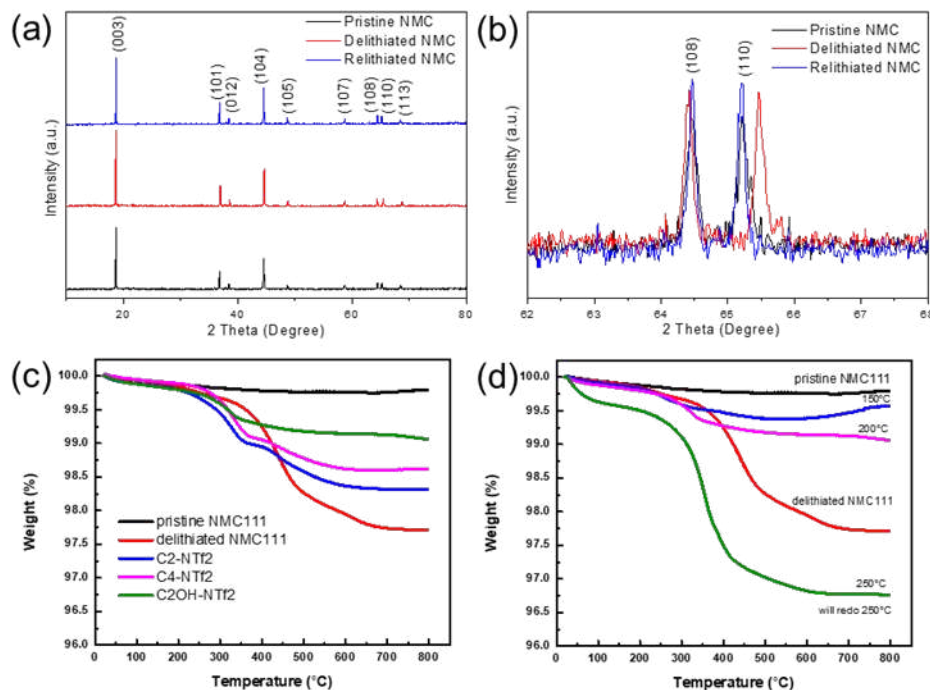 (a)
Pristine NMC
Delithiated NMC
Relithiated NMC
(003)
(101)
(012)
(104)
(105)
(107)
(108)
(110)
(113)
Intensity (a.u.)
20 40 60 80
2 Theta (Degree)
(b)
Pristine NMC
Delithiated NMC
Relithiated NMC
(108)
(110)
Intensity (a.u.)
62 63 64 65 66 67 68
2 Theta (Degree)
(c)
100.0
99.5
99.0
98.5
98.0
97.5
97.0
96.5
96.0
Weight (%)
pristine NMC111
delithiated NMC111
C2-NTf2
C4-NTf2
C2OH-NTf2
0 100 200 300 400 500 600 700 800
Temperature (°C)
(d)
100.0
99.5
99.0
98.5
98.0
97.5
97.0
96.5
96.0
Weight (%)
pristine NMC111
150°C
200°C
delithiated NMC111
250°C
will redo 250°C
0 100 200 300 400 500 600 700 800
Temperature (°C)